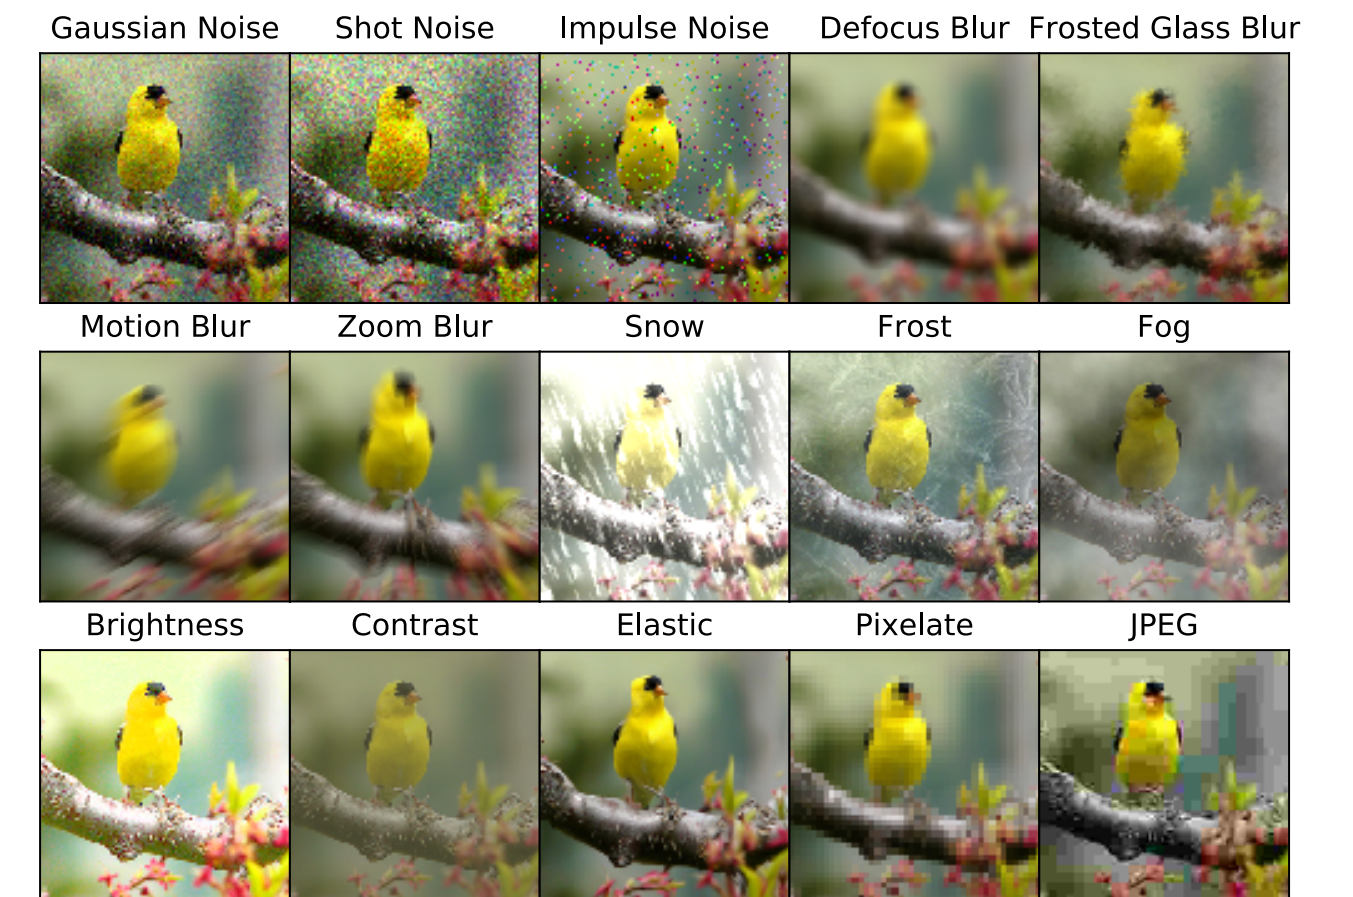 Gaussian Noise Shot Noise Impulse Noise Defocus Blur Frosted Glass Blur
Motion Blur Zoom Blur Snow Frost Fog
Brightness Contrast Elastic Pixelate JPEG